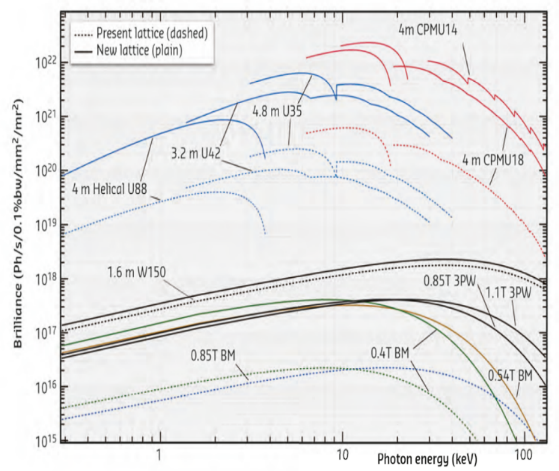 Present lattice (dashed)
New lattice (plain)
4m CPMU14
4.8 m U35
3.2 m U42
4m CPMU18
4 m Helical U88
1.6 m W150
0.85T 3PW
1.1T 3PW
0.85T BM
0.4T BM
0.54T BM
Brilliance (Ph/s/0.1%bw/mm²/mr²)
10²²
10²¹
10²⁰
10¹⁹
10¹⁸
10¹⁷
10¹⁶
10¹⁵
1
10
100
Photon energy (keV)